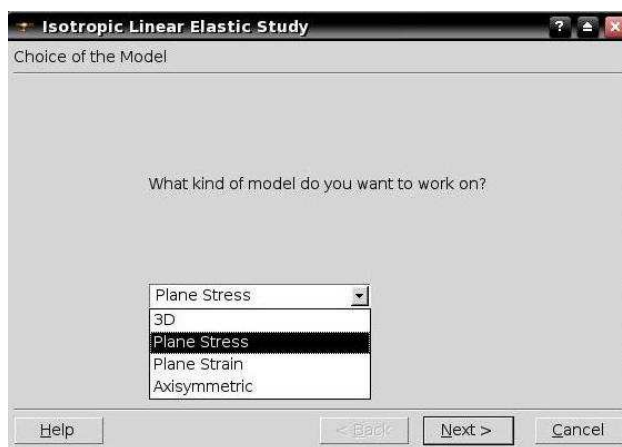 Isotropic Linear Elastic Study
Choice of the Model
What kind of model do you want to work on?
Plane Stress
3D
Plane Stress
Plane Strain
Axisymmetric
Help
< Back
Next >
Cancel